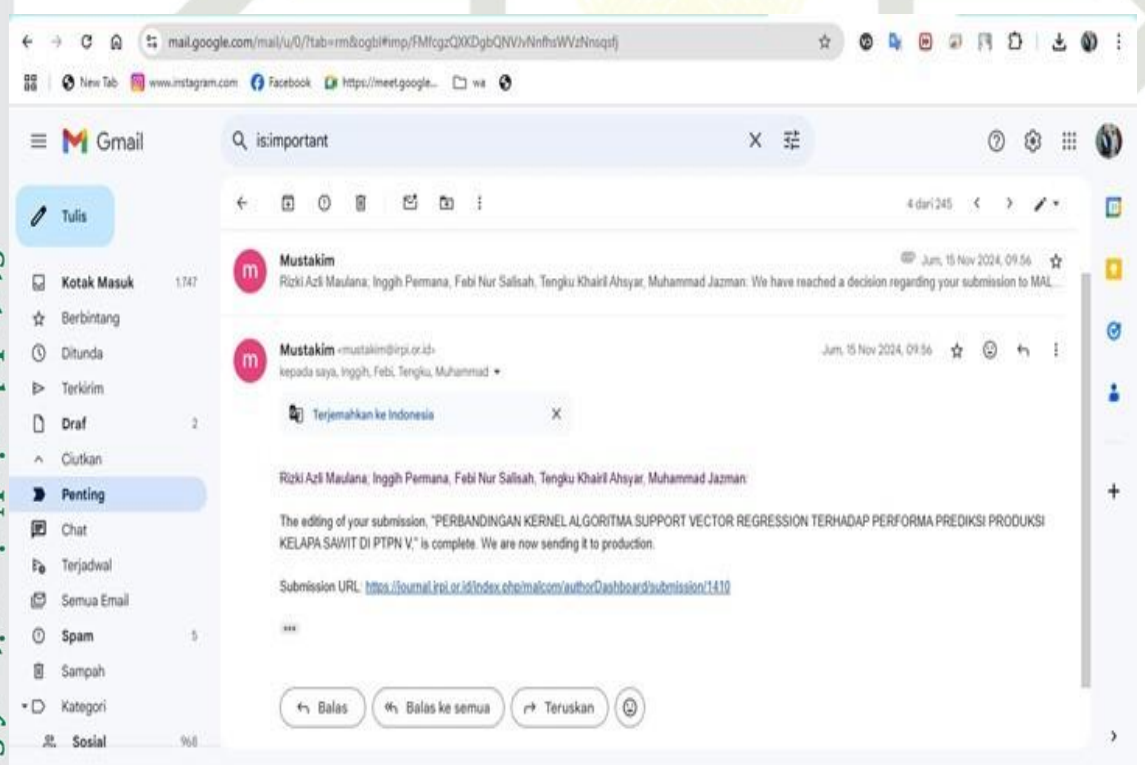 mail.google.com/mail/u/0/?tab=rm&ogbl#imp/FMfcgzQXKDgbQNVJvNnfhsWVzNnsqsfj
New Tab www.instagram.com Facebook https://meet.google... wa
Gmail
is:important
Tulis
4 dari 245
Kotak Masuk 1.747
Berbintang
Ditunda
Terkirim
Draf 2
Ciutkan
Penting
Chat
Terjadwal
Semua Email
Spam 5
Sampah
Kategori
Sosial 968
m
Mustakim Jum, 15 Nov 2024, 09.56
Rizki Azli Maulana; Inggih Permana, Febi Nur Salisah, Tengku Khairil Ahsyar, Muhammad Jazman: We have reached a decision regarding your submission to MAL...
m
Mustakim <mustakim@irpi.or.id> Jum, 15 Nov 2024, 09.56
kepada saya, Inggih, Febi, Tengku, Muhammad
Terjemahkan ke Indonesia
Rizki Azli Maulana; Inggih Permana, Febi Nur Salisah, Tengku Khairil Ahsyar, Muhammad Jazman:
The editing of your submission, "PERBANDINGAN KERNEL ALGORITMA SUPPORT VECTOR REGRESSION TERHADAP PERFORMA PREDIKSI PRODUKSI
KELAPA SAWIT DI PTPN V," is complete. We are now sending it to production.
Submission URL: https://journal.irpi.or.id/index.php/malcom/authorDashboard/submission/1410
Balas Balas ke semua Teruskan